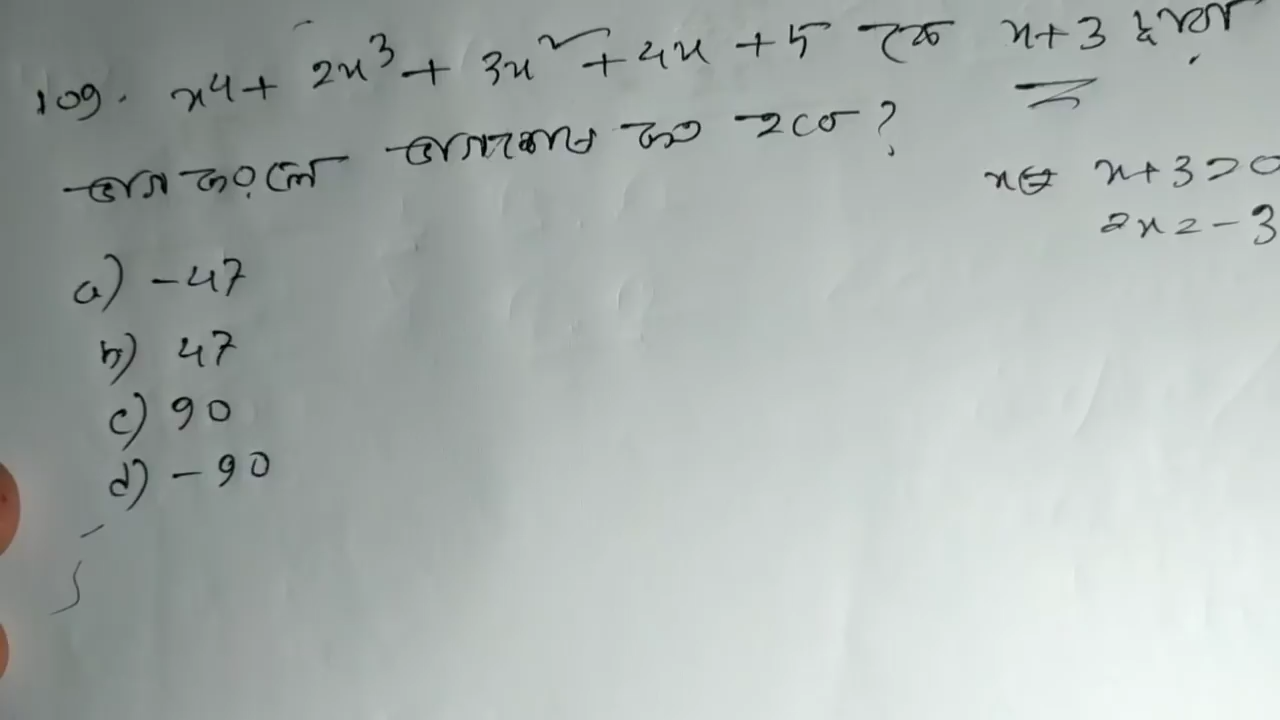 109. x⁴ + 2x³ + 3x² + 4x + 5 কে x+3 দ্বারা
ভাগ করলে ভাগশেষ কত হবে?
x+3=0
x=-3
a) -47
b) 47
c) 90
d) -90